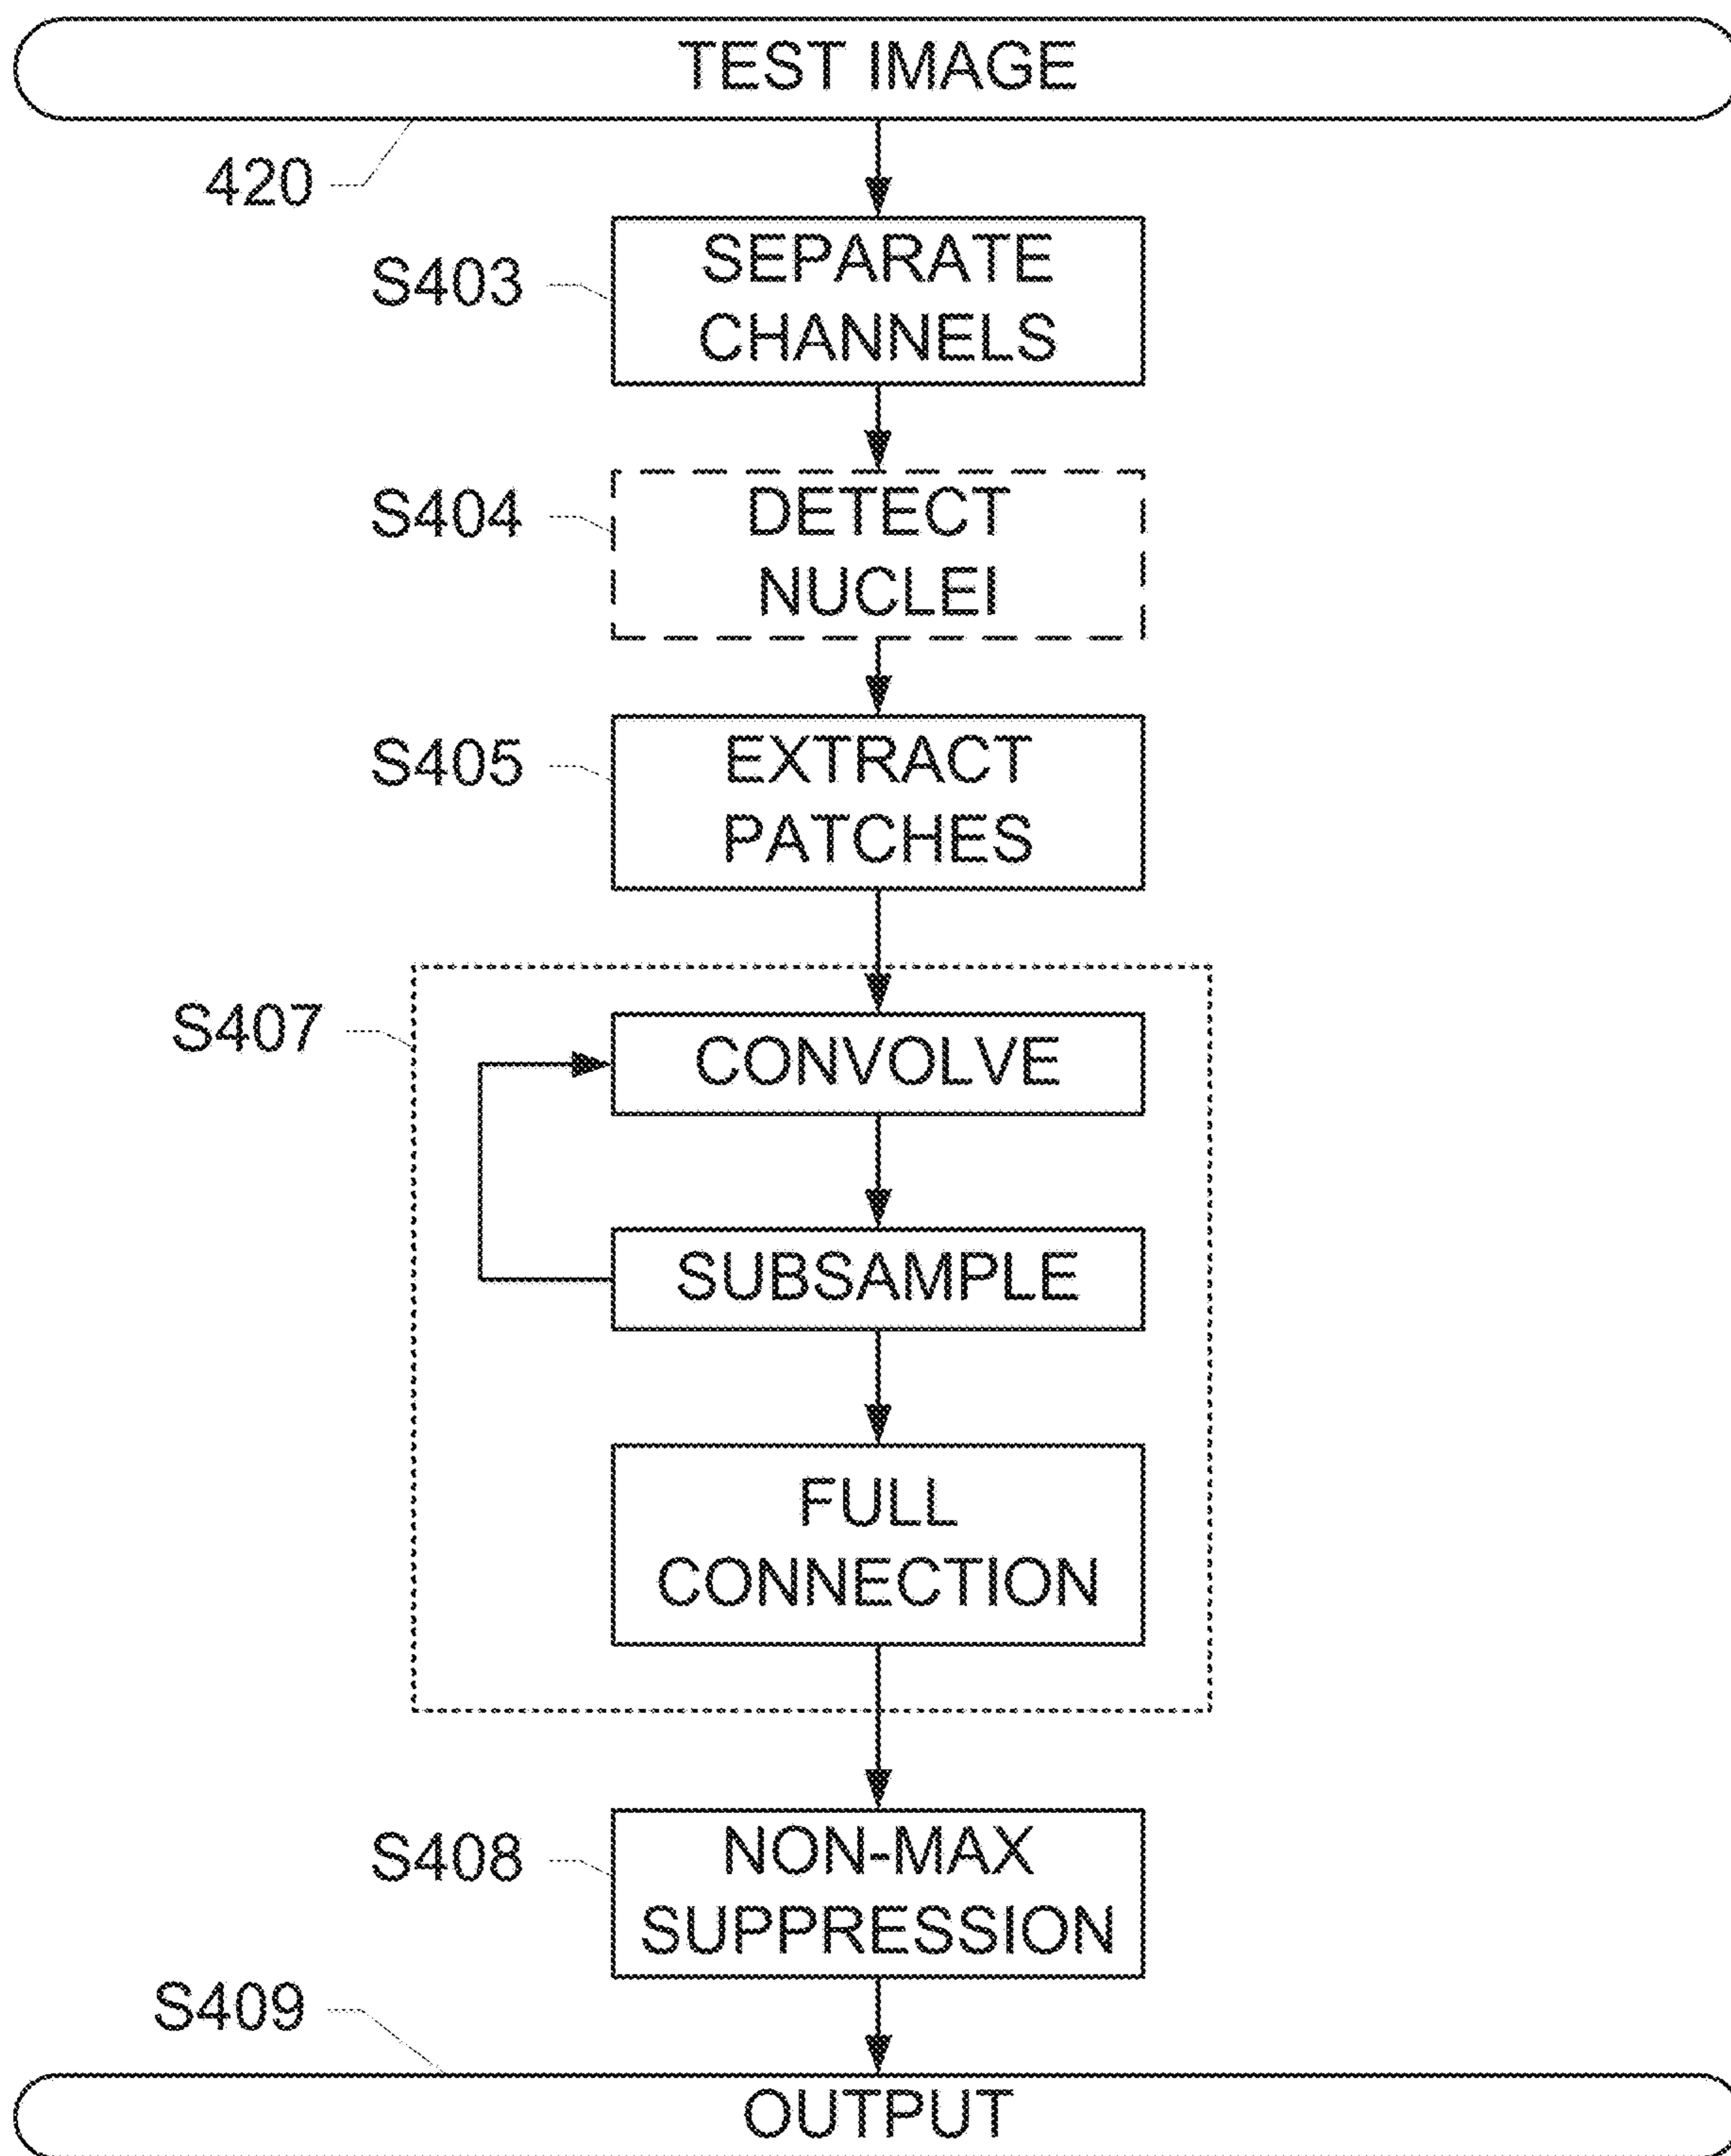 TEST IMAGE
420
S403
SEPARATE
CHANNELS
S404
DETECT
NUCLEI
S405
EXTRACT
PATCHES
S407
CONVOLVE
SUBSAMPLE
FULL
CONNECTION
S408
NON-MAX
SUPPRESSION
S409
OUTPUT